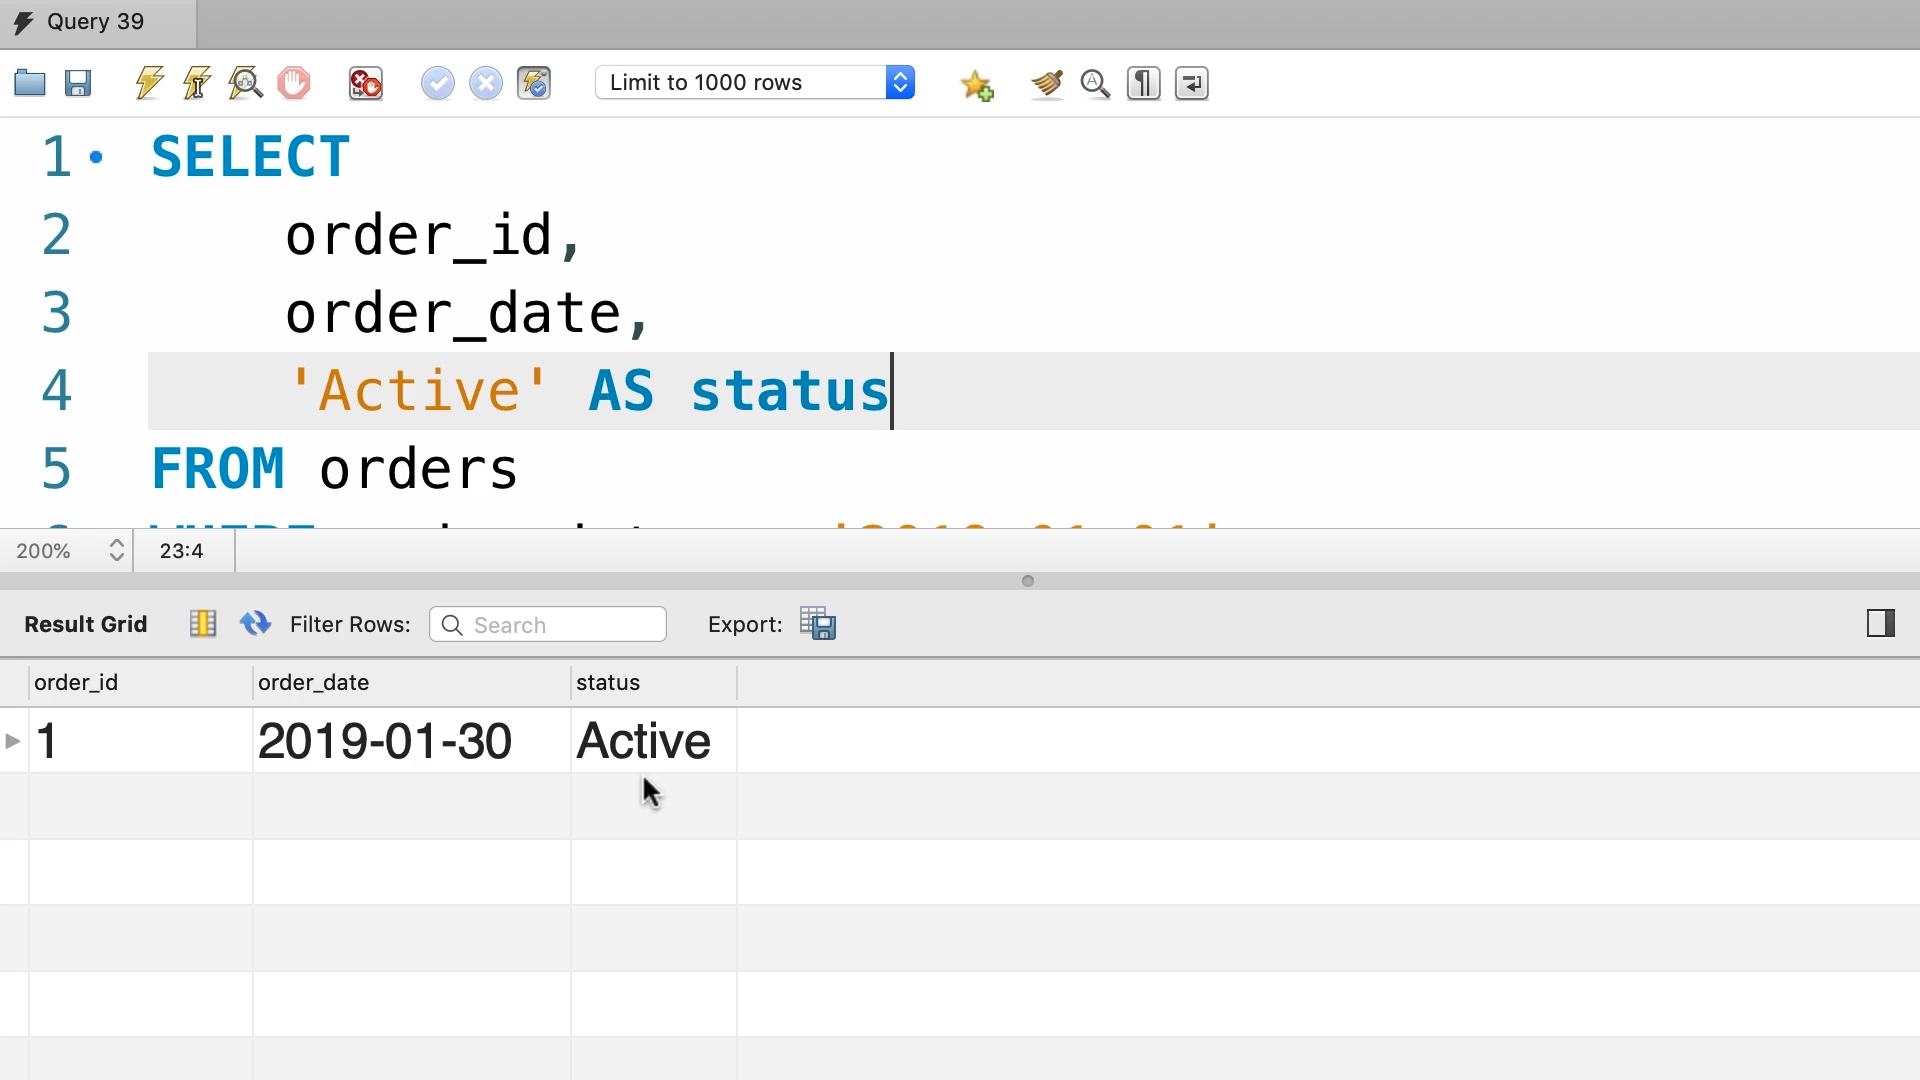 Query 39
Limit to 1000 rows
1 SELECT
2 order_id,
3 order_date,
4 'Active' AS status
5 FROM orders
200% 23:4
Result Grid Filter Rows: Search Export:
order_id order_date status
1 2019-01-30 Active